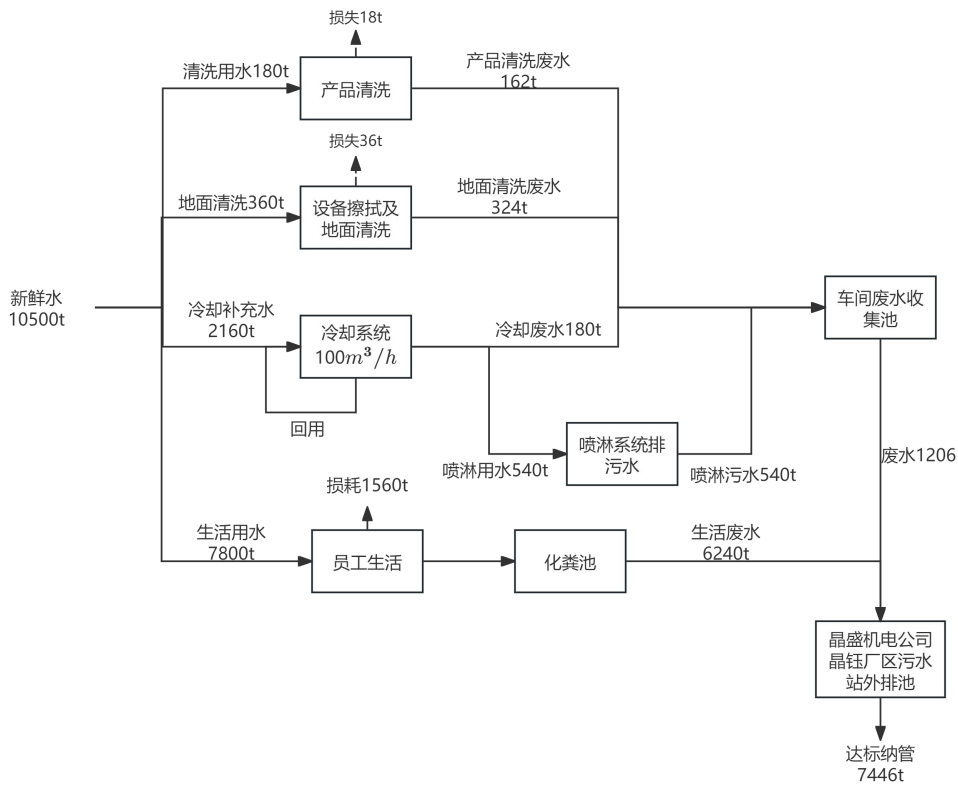 损失18t
清洗用水180t
产品清洗
产品清洗废水
162t
损失36t
地面清洗360t
设备擦拭及
地面清洗
地面清洗废水
324t
新鲜水
10500t
冷却补充水
2160t
冷却系统
100m³/h
冷却废水180t
车间废水收
集池
回用
喷淋用水540t
喷淋系统排
污水
喷淋污水540t
废水1206
损耗1560t
生活用水
7800t
员工生活
化粪池
生活废水
6240t
晶盛机电公司
晶钰厂区污水
站外排池
达标纳管
7446t